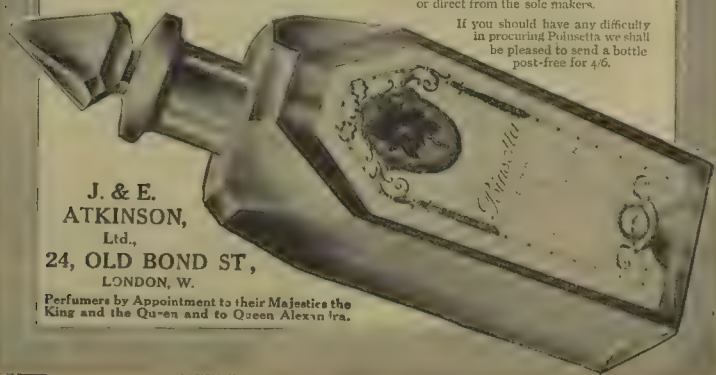 or direct from the sole makers.
If you should have any difficulty
in procuring Poinsetta we shall
be pleased to send a bottle
post-free for 4/6.
Poinsetta
J. & E.
ATKINSON,
Ltd.,
24, OLD BOND ST,
LONDON, W.
Perfumers by Appointment to their Majesties the
King and the Queen and to Queen Alexandra.